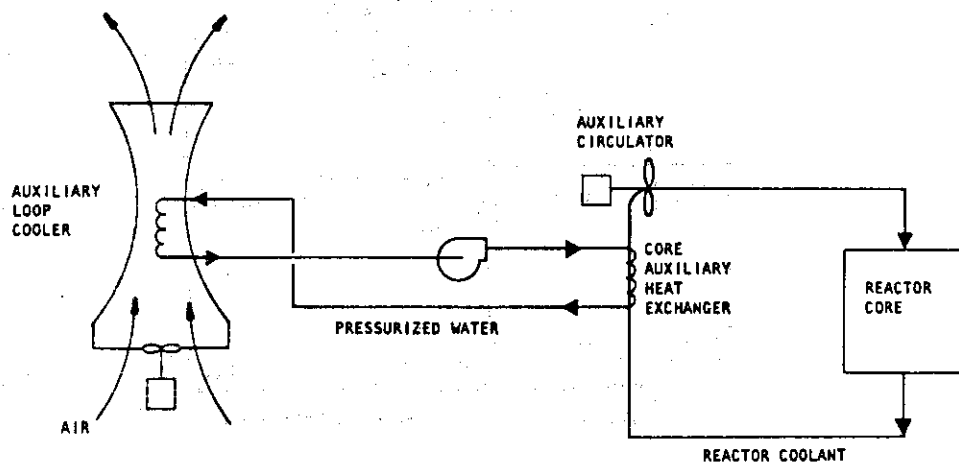 AUXILIARY
CIRCULATOR
AUXILIARY
LOOP
COOLER
CORE
AUXILIARY
HEAT
EXCHANGER
REACTOR
CORE
PRESSURIZED WATER
AIR
REACTOR COOLANT